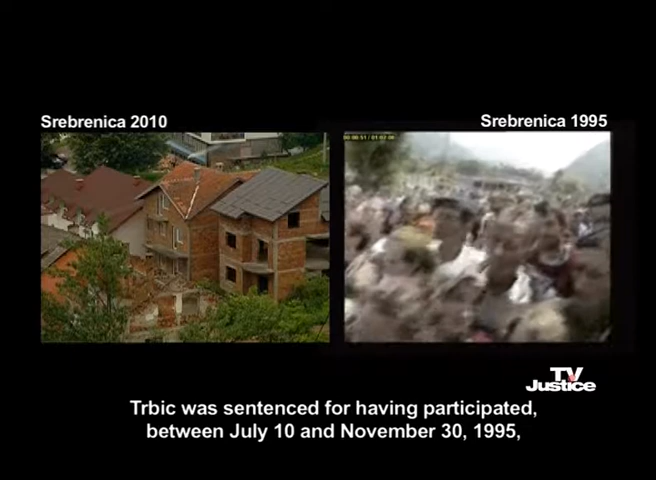 Srebrenica 2010
Srebrenica 1995
TV
Justice
Trbic was sentenced for having participated,
between July 10 and November 30, 1995,